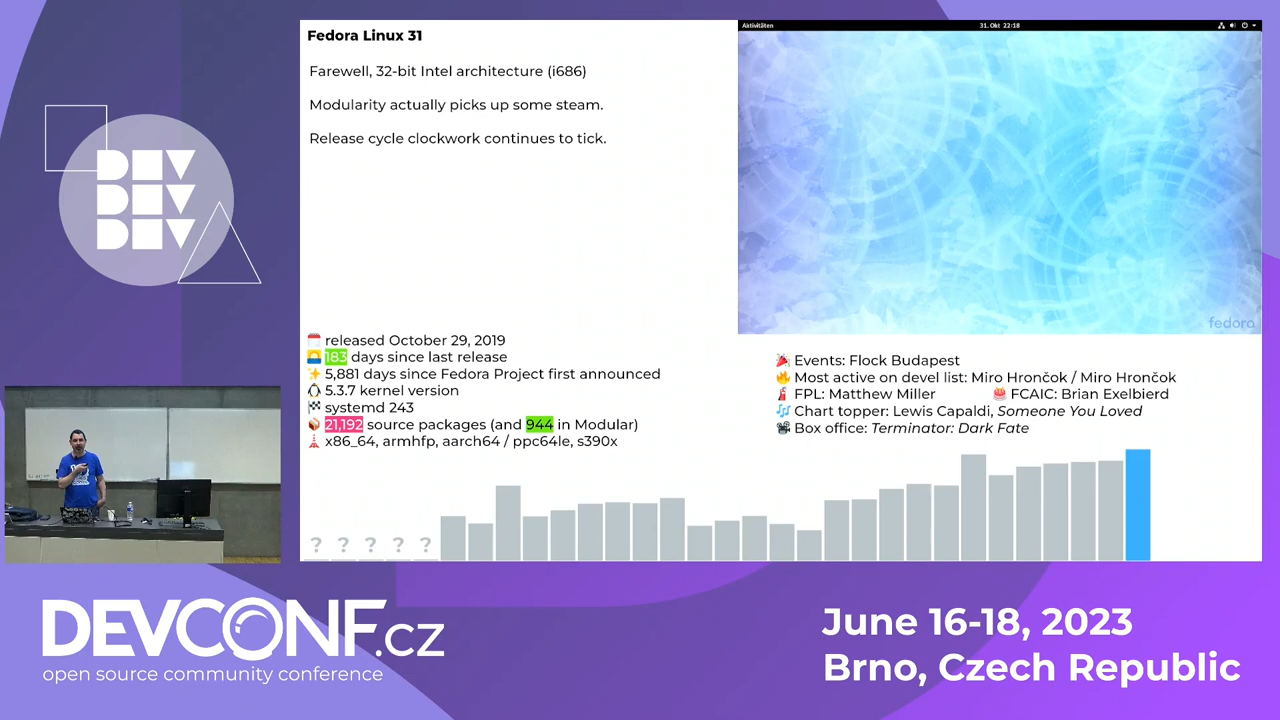 DEV
DEV
DEV
Fedora Linux 31
Farewell, 32-bit Intel architecture (i686)
Modularity actually picks up some steam.
Release cycle clockwork continues to tick.
Aktivitäten
31. Okt 22:18
fedora
released October 29, 2019
183 days since last release
5,881 days since Fedora Project first announced
5.3.7 kernel version
systemd 243
21,192 source packages (and 944 in Modular)
x86_64, armhfp, aarch64 / ppc64le, s390x
Events: Flock Budapest
Most active on devel list: Miro Hrončok / Miro Hrončok
FPL: Matthew Miller
FCAIC: Brian Exelbierd
Chart topper: Lewis Capaldi, Someone You Loved
Box office: Terminator: Dark Fate
? ? ? ? ?
DEVCONF.cz
open source community conference
June 16-18, 2023
Brno, Czech Republic